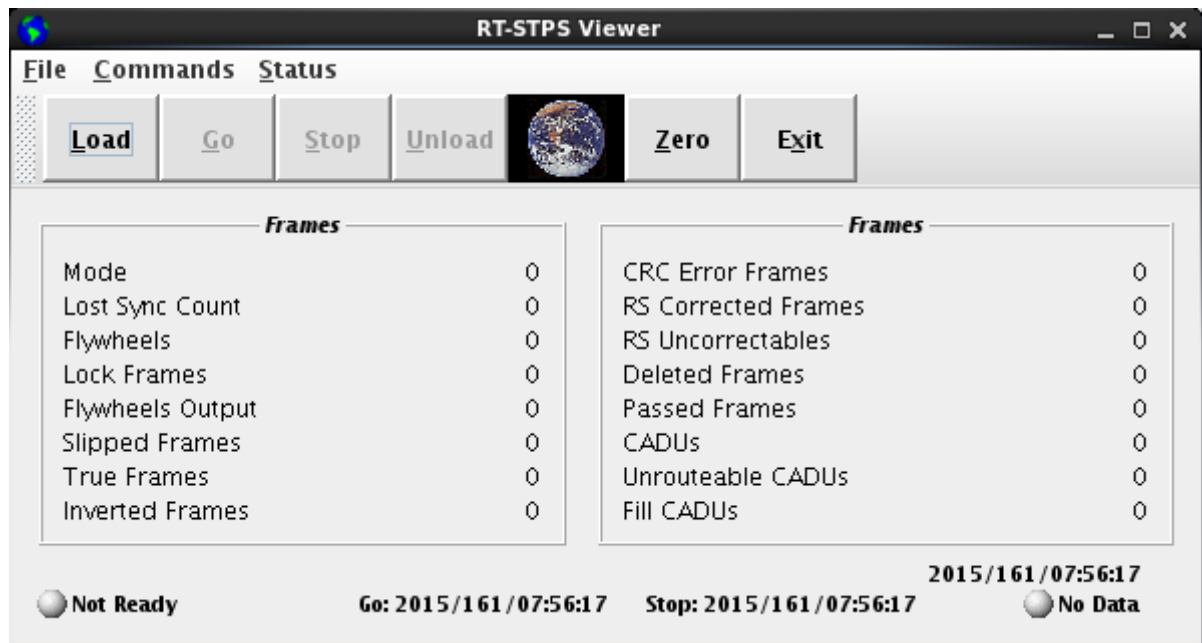 RT-STPS Viewer
File Commands Status
Load Go Stop Unload Zero Exit
Frames
Mode 0
Lost Sync Count 0
Flywheels 0
Lock Frames 0
Flywheels Output 0
Slipped Frames 0
True Frames 0
Inverted Frames 0
Frames
CRC Error Frames 0
RS Corrected Frames 0
RS Uncorrectables 0
Deleted Frames 0
Passed Frames 0
CADUs 0
Unrouteable CADUs 0
Fill CADUs 0
2015/161/07:56:17
Not Ready Go: 2015/161/07:56:17 Stop: 2015/161/07:56:17 No Data